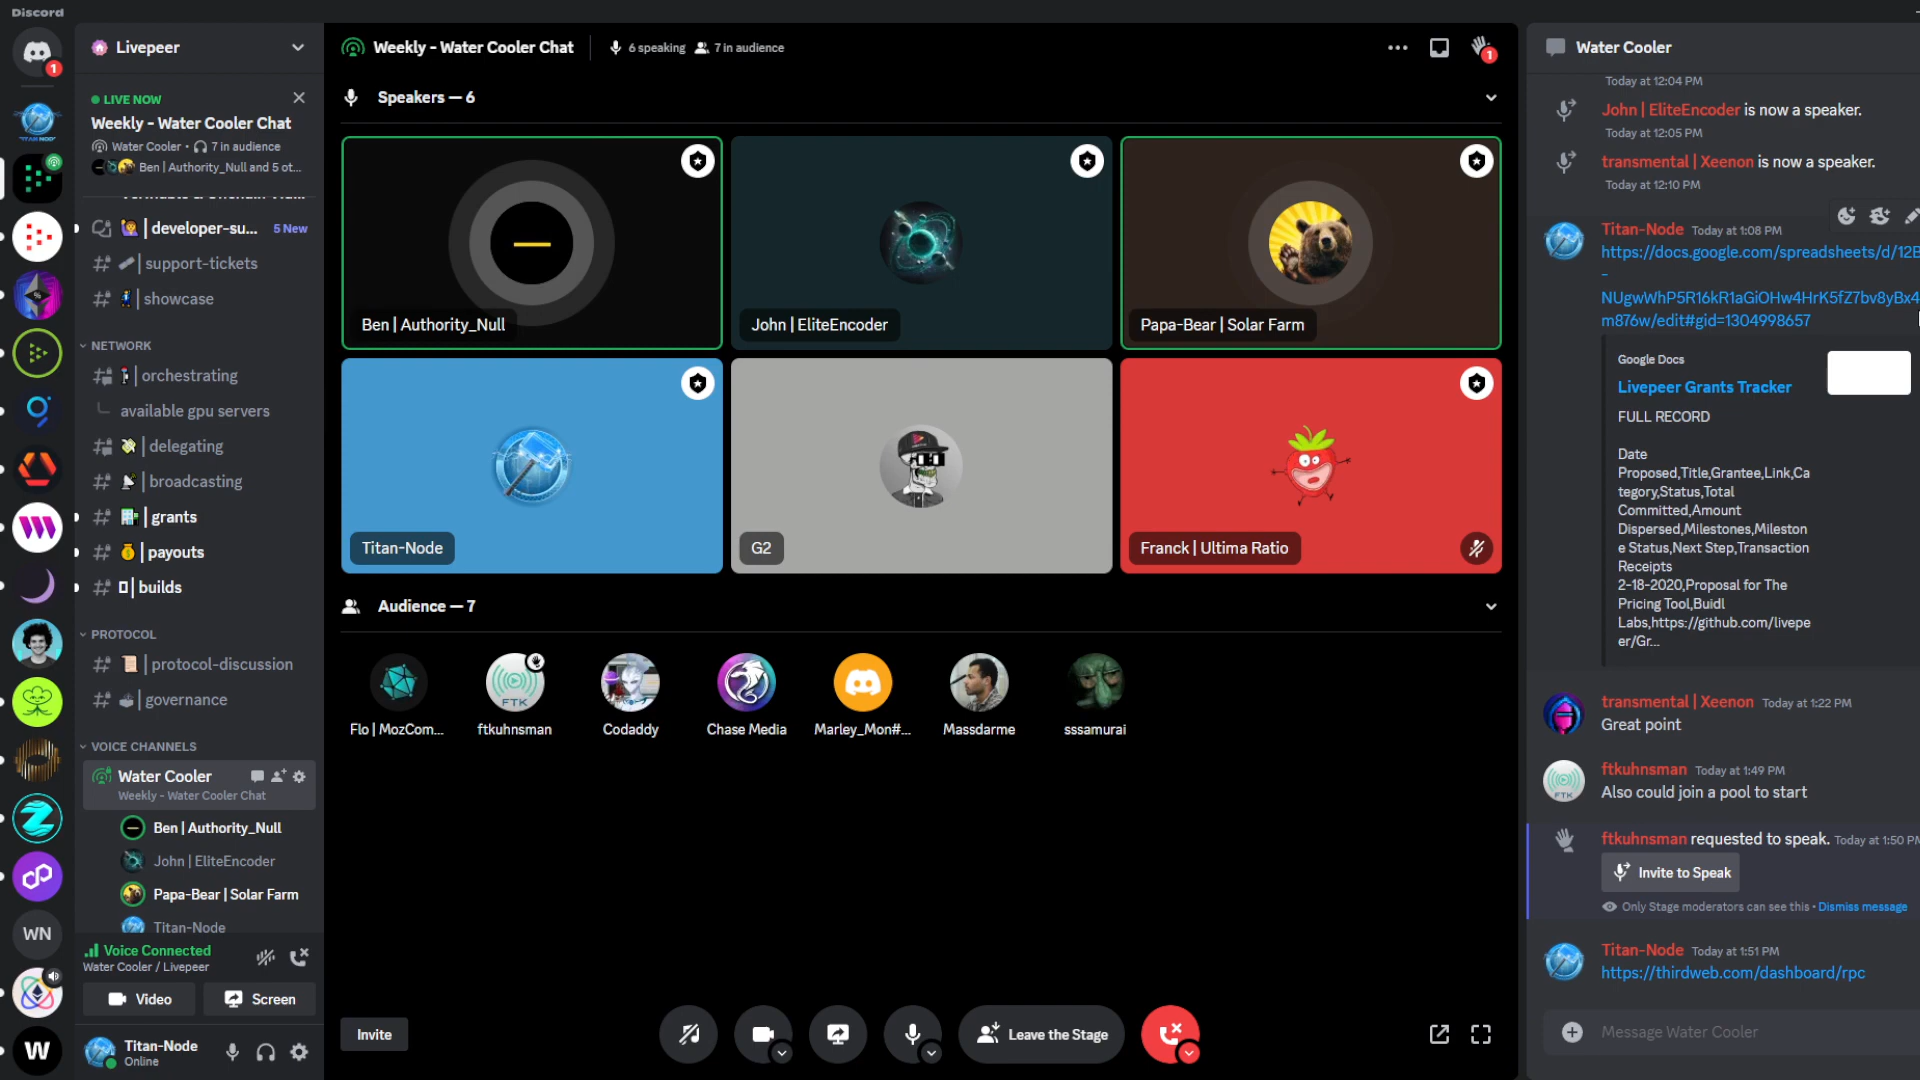 Discord
1
Livepeer
LIVE NOW
Weekly - Water Cooler Chat
Water Cooler • 7 in audience
Ben | Authority_Null and 5 ot...
developer-su... 5 New
support-tickets
showcase
NETWORK
orchestrating
available gpu servers
delegating
broadcasting
grants
payouts
builds
PROTOCOL
protocol-discussion
governance
VOICE CHANNELS
Water Cooler
Weekly - Water Cooler Chat
Ben | Authority_Null
John | EliteEncoder
Papa-Bear | Solar Farm
Titan-Node
WN
W
Voice Connected
Water Cooler / Livepeer
Video Screen
Titan-Node
Online
Weekly - Water Cooler Chat 6 speaking 7 in audience
1
Speakers — 6
Ben | Authority_Null
John | EliteEncoder
Papa-Bear | Solar Farm
Titan-Node
G2
Franck | Ultima Ratio
Audience — 7
FTK
Flo | MozCom... ftkuhnsman Codaddy Chase Media Marley_Mon#... Massdarme sssamurai
Invite
Leave the Stage
Water Cooler
Today at 12:04 PM
John | EliteEncoder is now a speaker.
Today at 12:05 PM
transmental | Xeenon is now a speaker.
Today at 12:10 PM
Titan-Node Today at 1:08 PM
https://docs.google.com/spreadsheets/d/12B
-
NUgwWhP5R16kR1aGiOHw4HrK5fZ7bv8yBx4
m876w/edit#gid=1304998657
Google Docs
Livepeer Grants Tracker
FULL RECORD
Date
Proposed,Title,Grantee,Link,Ca
tegory,Status,Total
Committed,Amount
Dispersed,Milestones,Mileston
e Status,Next Step,Transaction
Receipts
2-18-2020,Proposal for The
Pricing Tool,Buidl
Labs,https://github.com/livepe
er/Gr...
transmental | Xeenon Today at 1:22 PM
Great point
ftkuhnsman Today at 1:49 PM
Also could join a pool to start
FTK
ftkuhnsman requested to speak. Today at 1:50 PM
Invite to Speak
Only Stage moderators can see this • Dismiss message
Titan-Node Today at 1:51 PM
https://thirdweb.com/dashboard/rpc
Message Water Cooler